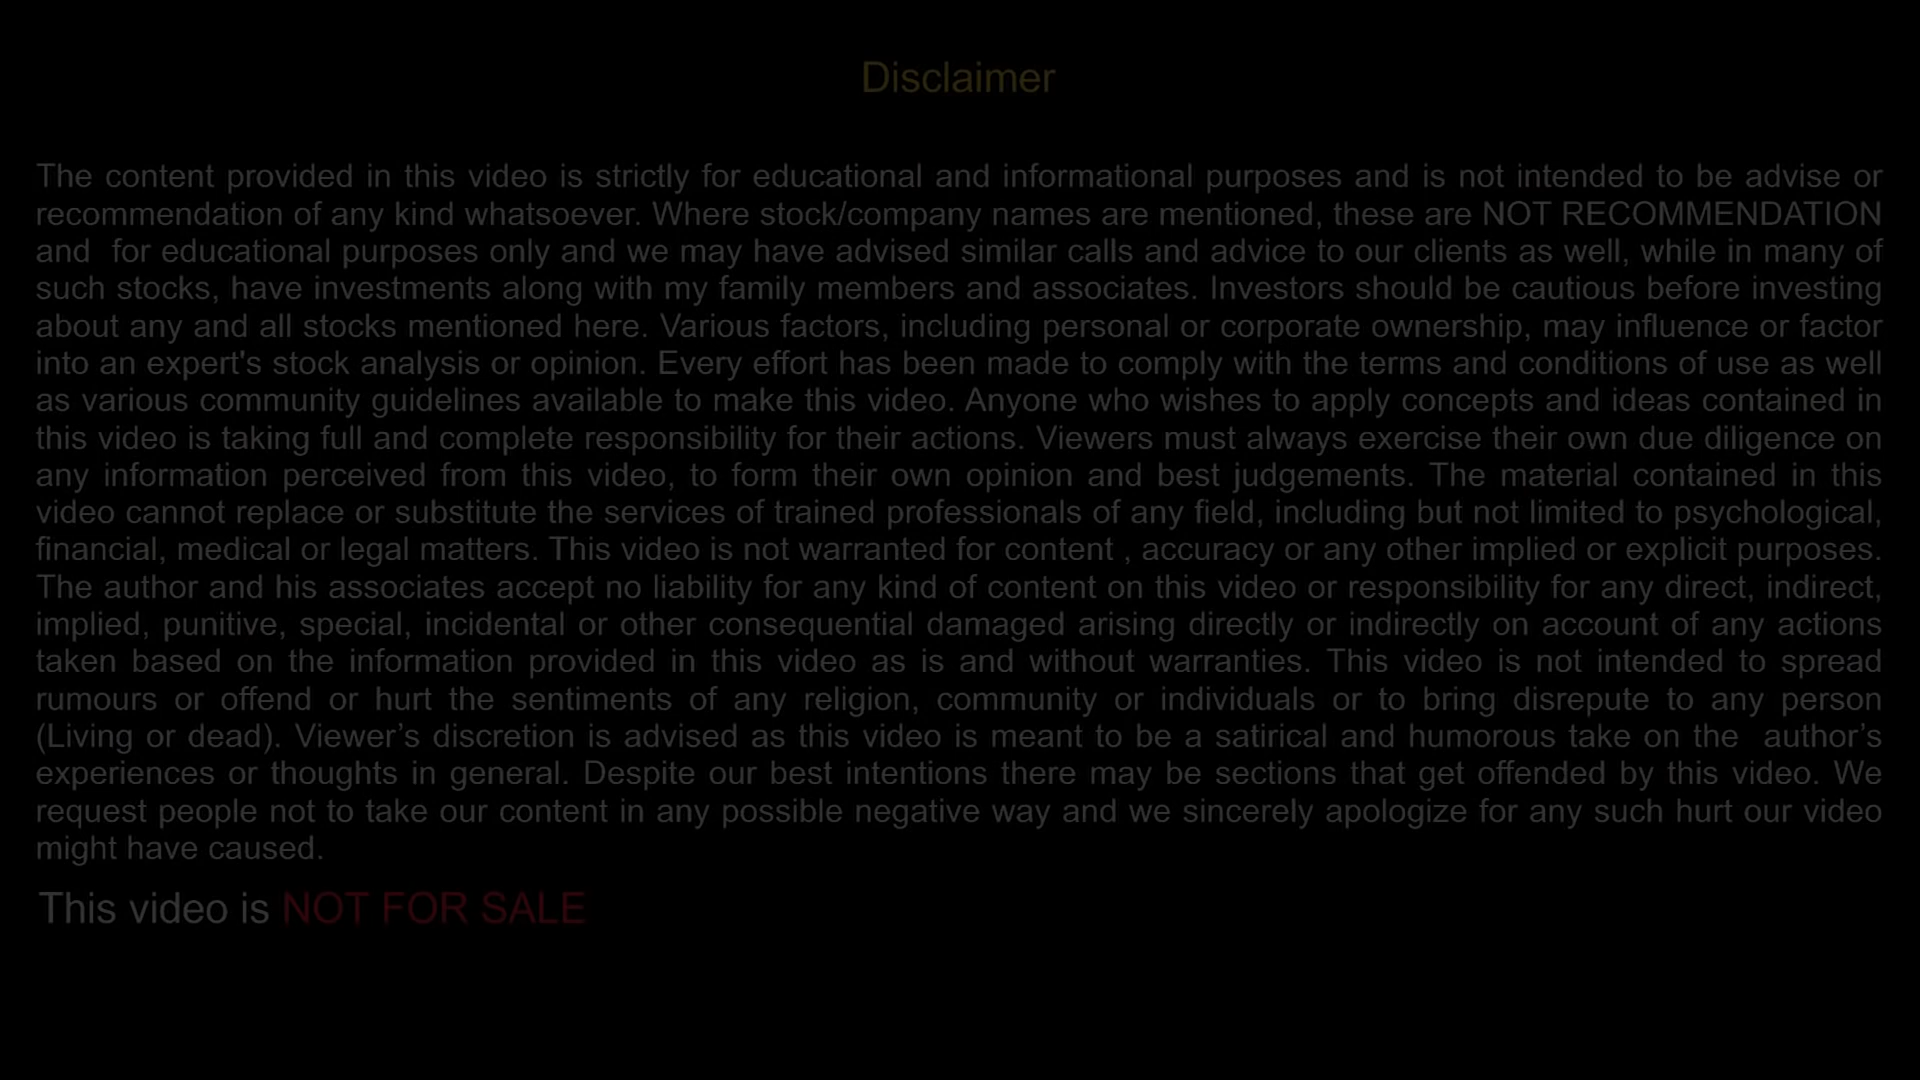 Disclaimer
The content provided in this video is strictly for educational and informational purposes and is not intended to be advise or
recommendation of any kind whatsoever. Where stock/company names are mentioned, these are NOT RECOMMENDATION
and for educational purposes only and we may have advised similar calls and advice to our clients as well, while in many of
such stocks, have investments along with my family members and associates. Investors should be cautious before investing
about any and all stocks mentioned here. Various factors, including personal or corporate ownership, may influence or factor
into an expert's stock analysis or opinion. Every effort has been made to comply with the terms and conditions of use as well
as various community guidelines available to make this video. Anyone who wishes to apply concepts and ideas contained in
this video is taking full and complete responsibility for their actions. Viewers must always exercise their own due diligence on
any information perceived from this video, to form their own opinion and best judgements. The material contained in this
video cannot replace or substitute the services of trained professionals of any field, including but not limited to psychological,
financial, medical or legal matters. This video is not warranted for content , accuracy or any other implied or explicit purposes.
The author and his associates accept no liability for any kind of content on this video or responsibility for any direct, indirect,
implied, punitive, special, incidental or other consequential damaged arising directly or indirectly on account of any actions
taken based on the information provided in this video as is and without warranties. This video is not intended to spread
rumours or offend or hurt the sentiments of any religion, community or individuals or to bring disrepute to any person
(Living or dead). Viewer’s discretion is advised as this video is meant to be a satirical and humorous take on the author’s
experiences or thoughts in general. Despite our best intentions there may be sections that get offended by this video. We
request people not to take our content in any possible negative way and we sincerely apologize for any such hurt our video
might have caused.
This video is NOT FOR SALE